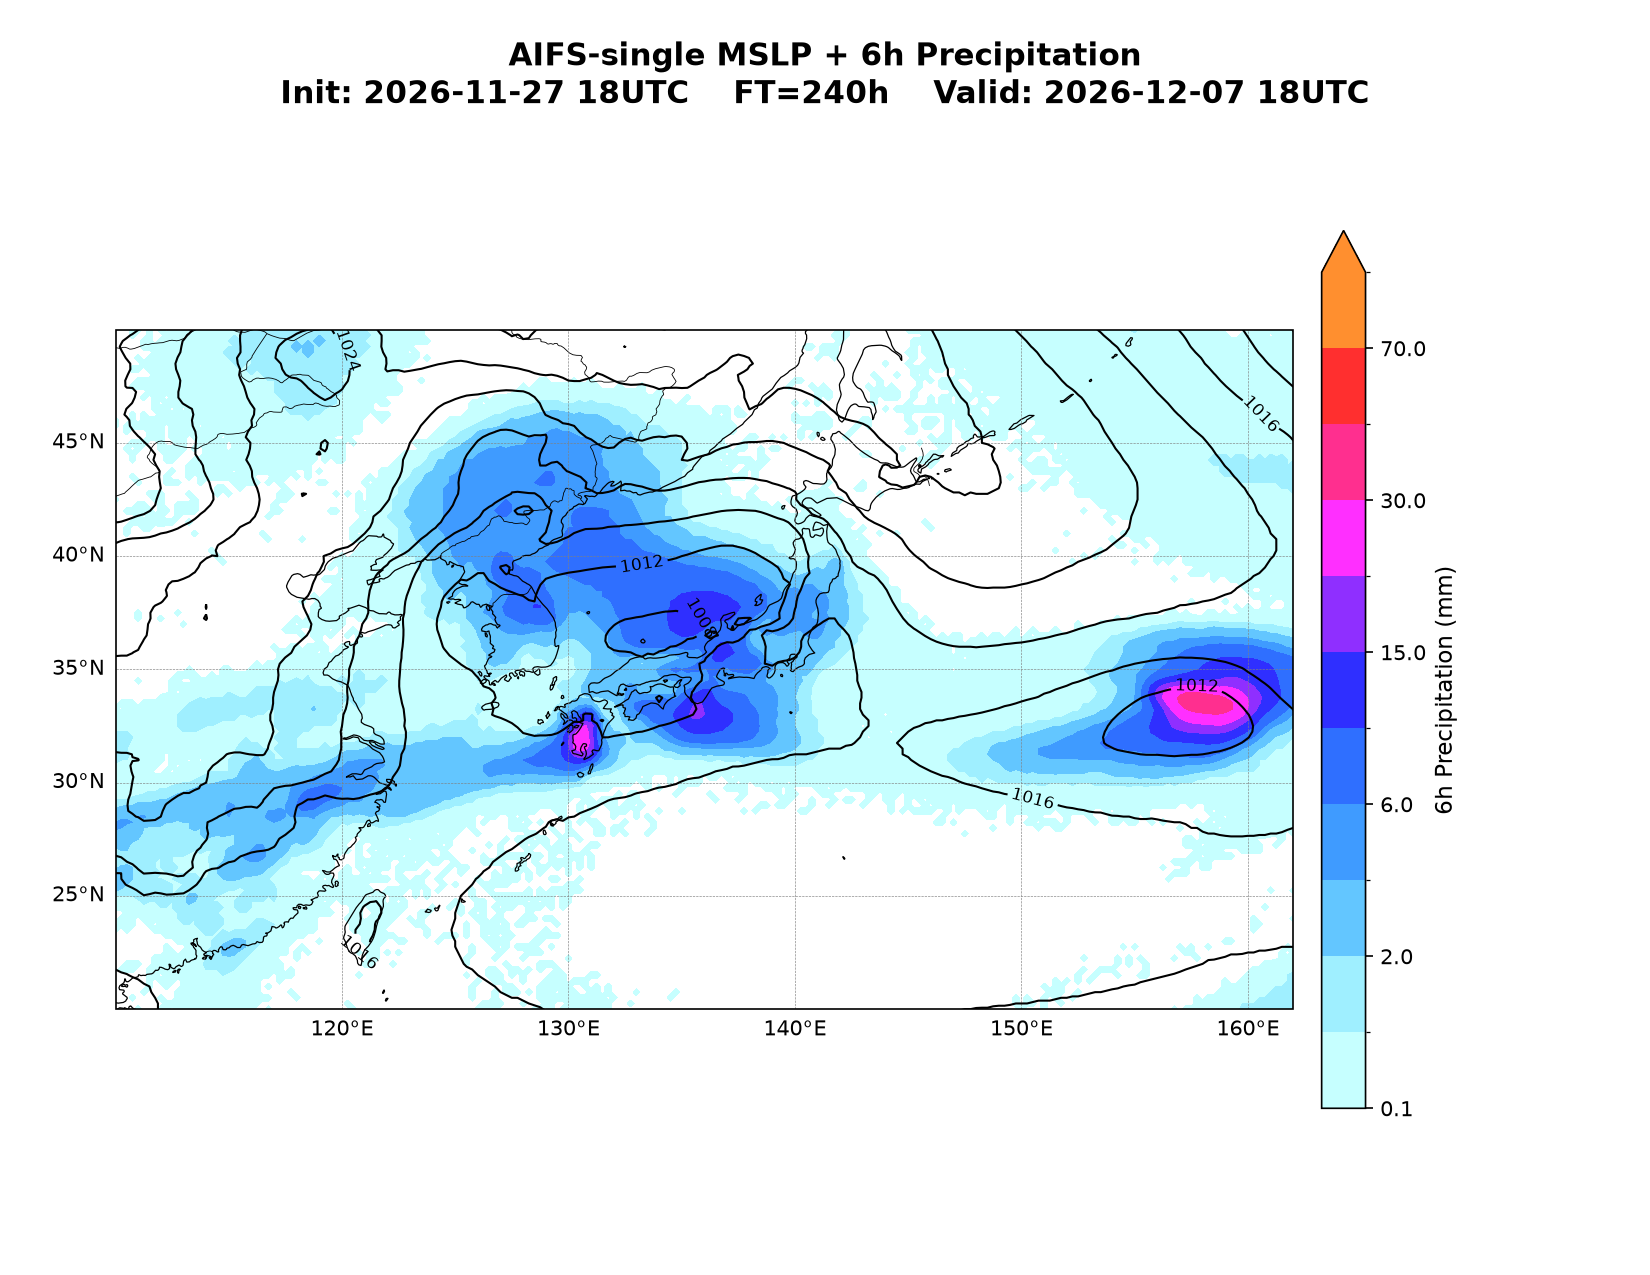 AIFS-single MSLP + 6h Precipitation
Init: 2026-11-27 18UTC    FT=240h    Valid: 2026-12-07 18UTC
1024
1016
1012
1008
1012
1016
1016
45°N
40°N
35°N
30°N
25°N
120°E
130°E
140°E
150°E
160°E
70.0
30.0
15.0
6.0
2.0
0.1
6h Precipitation (mm)